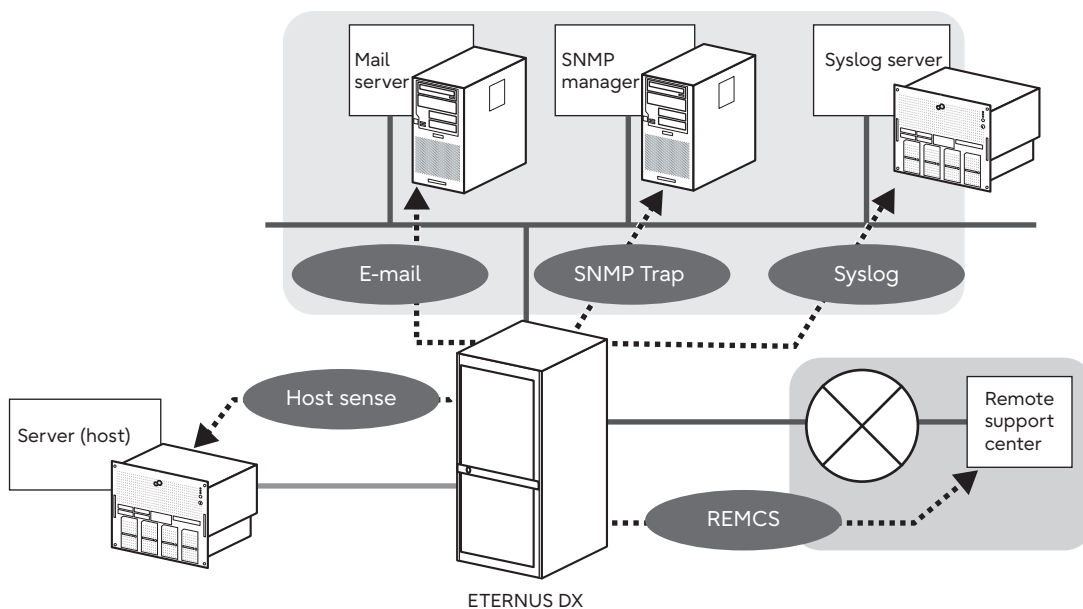 Mail
server
SNMP
manager
Syslog server
E-mail
SNMP Trap
Syslog
Host sense
Server (host)
Remote
support
center
REMCS
ETERNUS DX